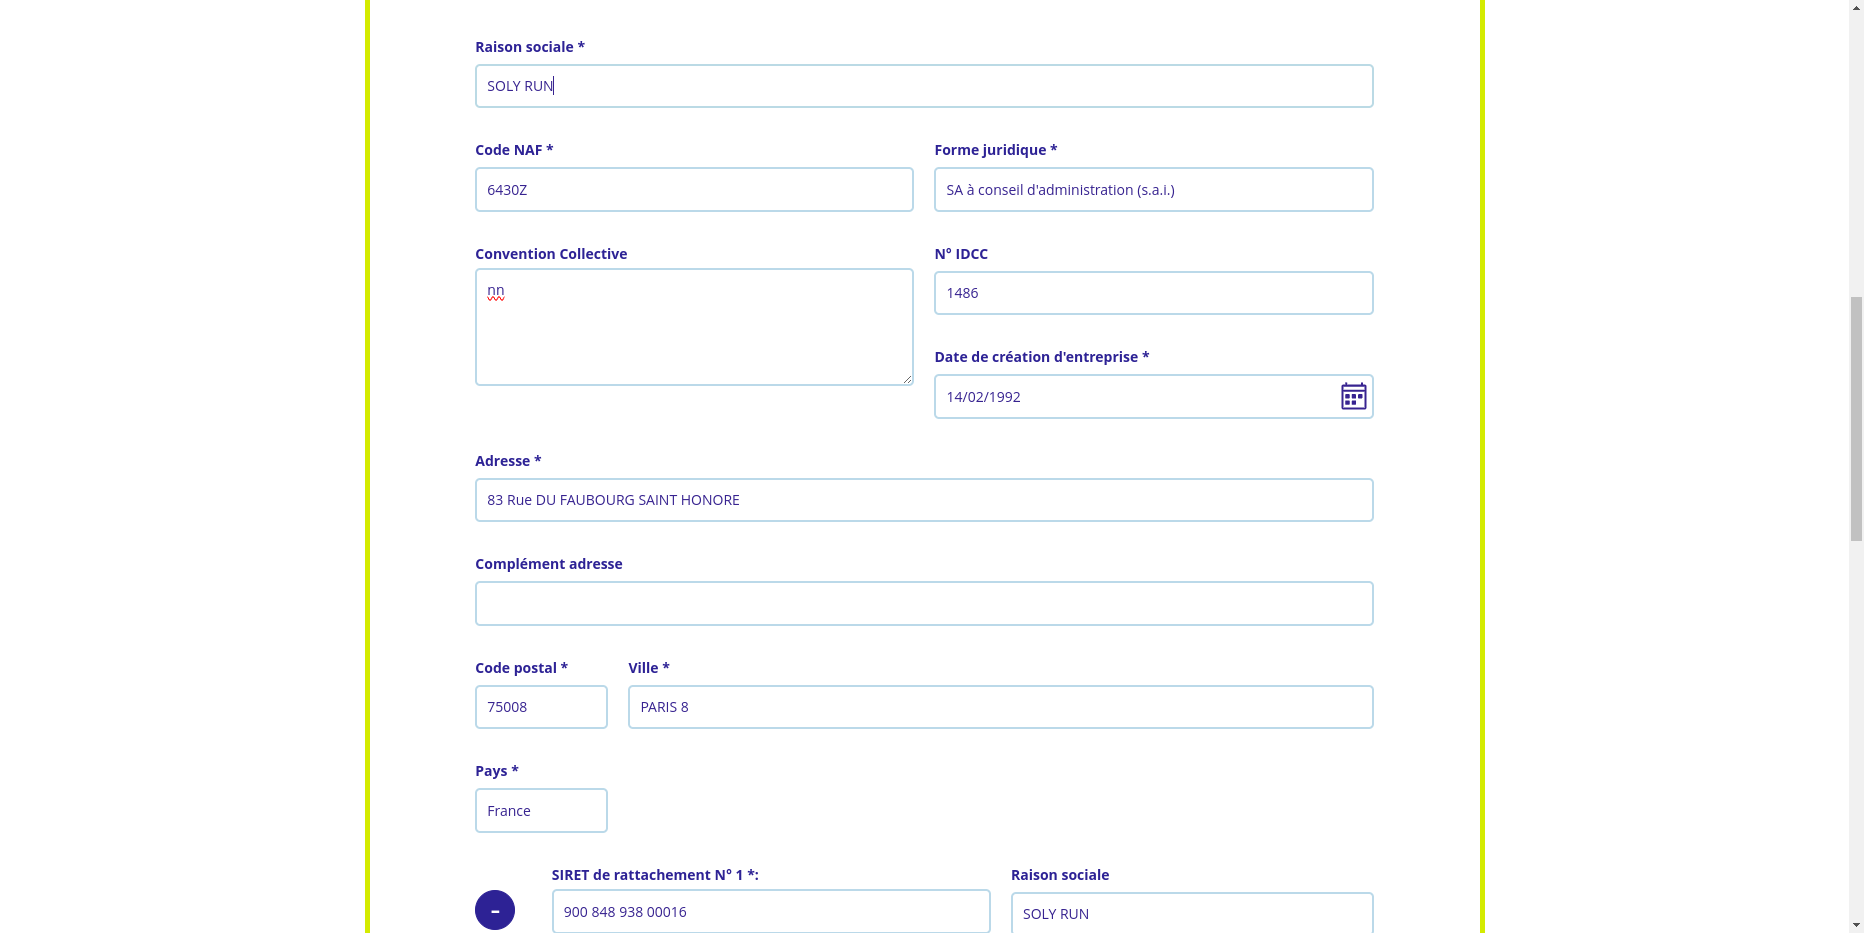 Raison sociale *
SOLY RUN
Code NAF *
Forme juridique *
6430Z
SA à conseil d'administration (s.a.i.)
Convention Collective
N° IDCC
nn
1486
Date de création d'entreprise *
14/02/1992
Adresse *
83 Rue DU FAUBOURG SAINT HONORE
Complément adresse
Code postal *
Ville *
75008
PARIS 8
Pays *
France
SIRET de rattachement N° 1 *:
Raison sociale
-
900 848 938 00016
SOLY RUN